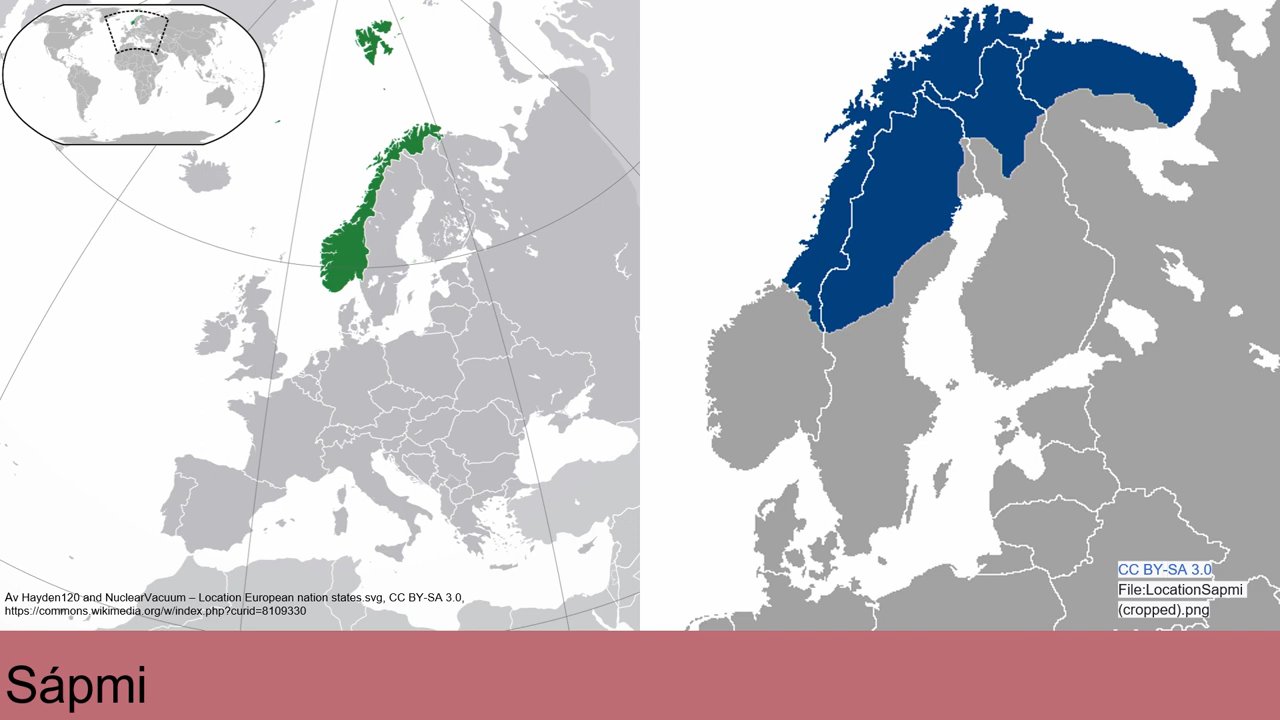 Av Hayden120 and NuclearVacuum – Location European nation states.svg, CC BY-SA 3.0,
https://commons.wikimedia.org/w/index.php?curid=8109330
CC BY-SA 3.0
File:LocationSapmi
(cropped).png
Sápmi